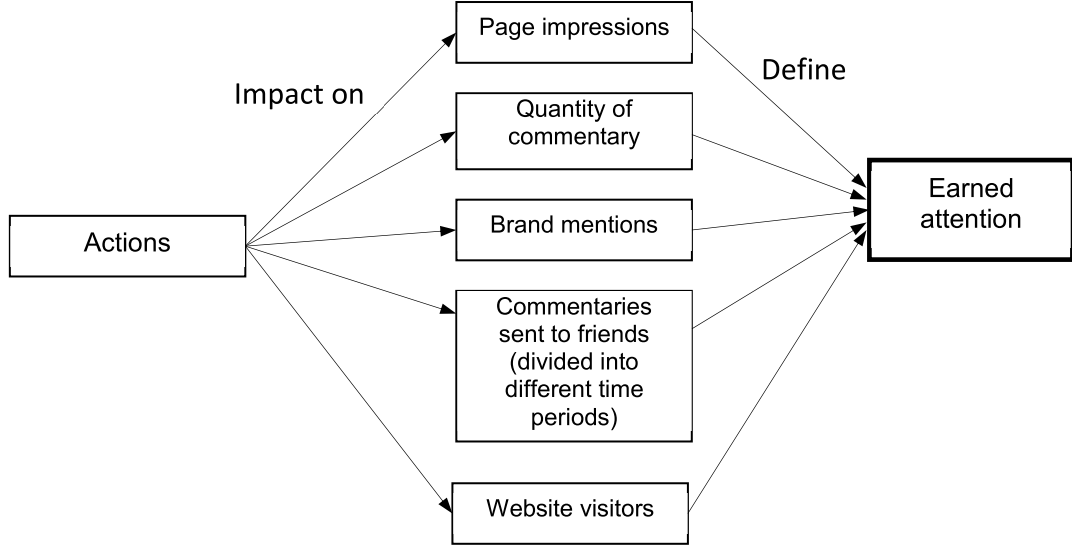 Page impressions
Define
Impact on
Quantity of
commentary
Earned
attention
Brand mentions
Actions
Commentaries
sent to friends
(divided into
different time
periods)
Website visitors